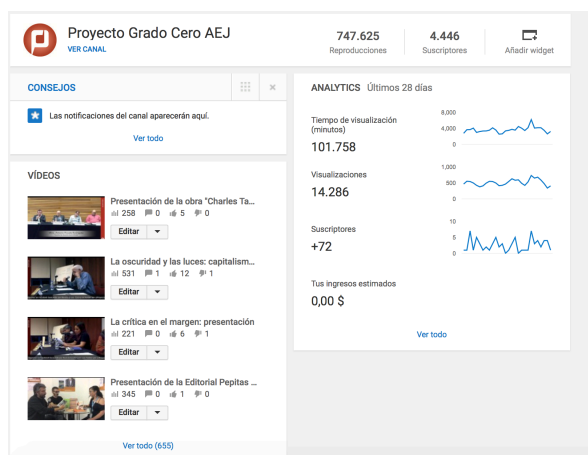 Proyecto Grado Cero AEJ
VER CANAL
747.625
Reproducciones
4.446
Suscriptores
Añadir widget
CONSEJOS
Las notificaciones del canal aparecerán aquí.
Ver todo
VÍDEOS
Presentación de la obra "Charles Ta...
258 0 5 0
Editar
La oscuridad y las luces: capitalism...
531 1 12 1
Editar
La crítica en el margen: presentación
221 0 6 1
Editar
Presentación de la Editorial Pepitas ...
345 0 1 0
Editar
Ver todo (655)
ANALYTICS Últimos 28 días
Tiempo de visualización
(minutos)
101.758
8,000
4,000
0
Visualizaciones
14.286
1,000
500
0
Suscriptores
+72
10
5
0
Tus ingresos estimados
0,00 $
Ver todo